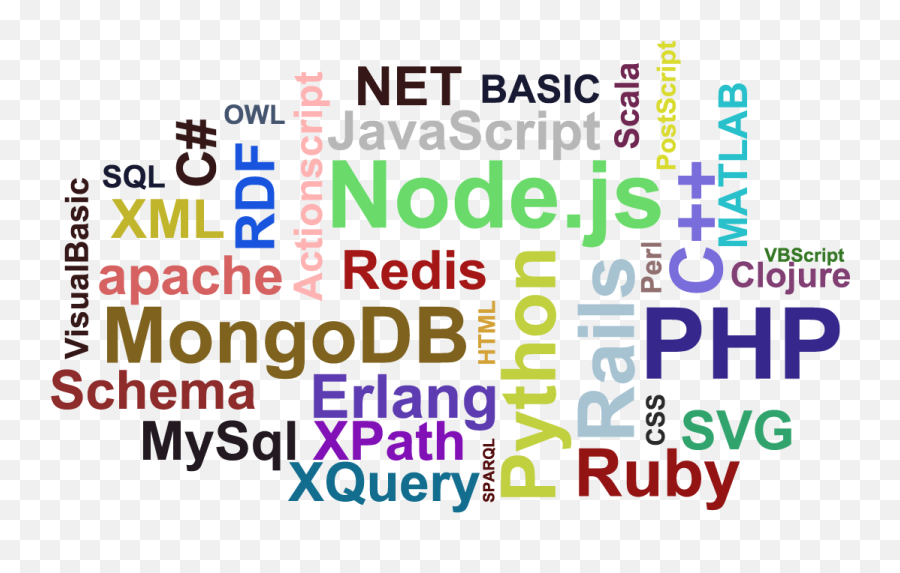 NET
BASIC
Scala
PostScript
OWL
JavaScript
C#
Actionscript
MATLAB
SQL
RDF
Node.js
C++
VisualBasic
XML
apache
Redis
Python
Rails
Perl
VBScript
Clojure
MongoDB
HTML
PHP
Schema
Erlang
CSS
SVG
MySql
XPath
SPARQL
XQuery
Ruby